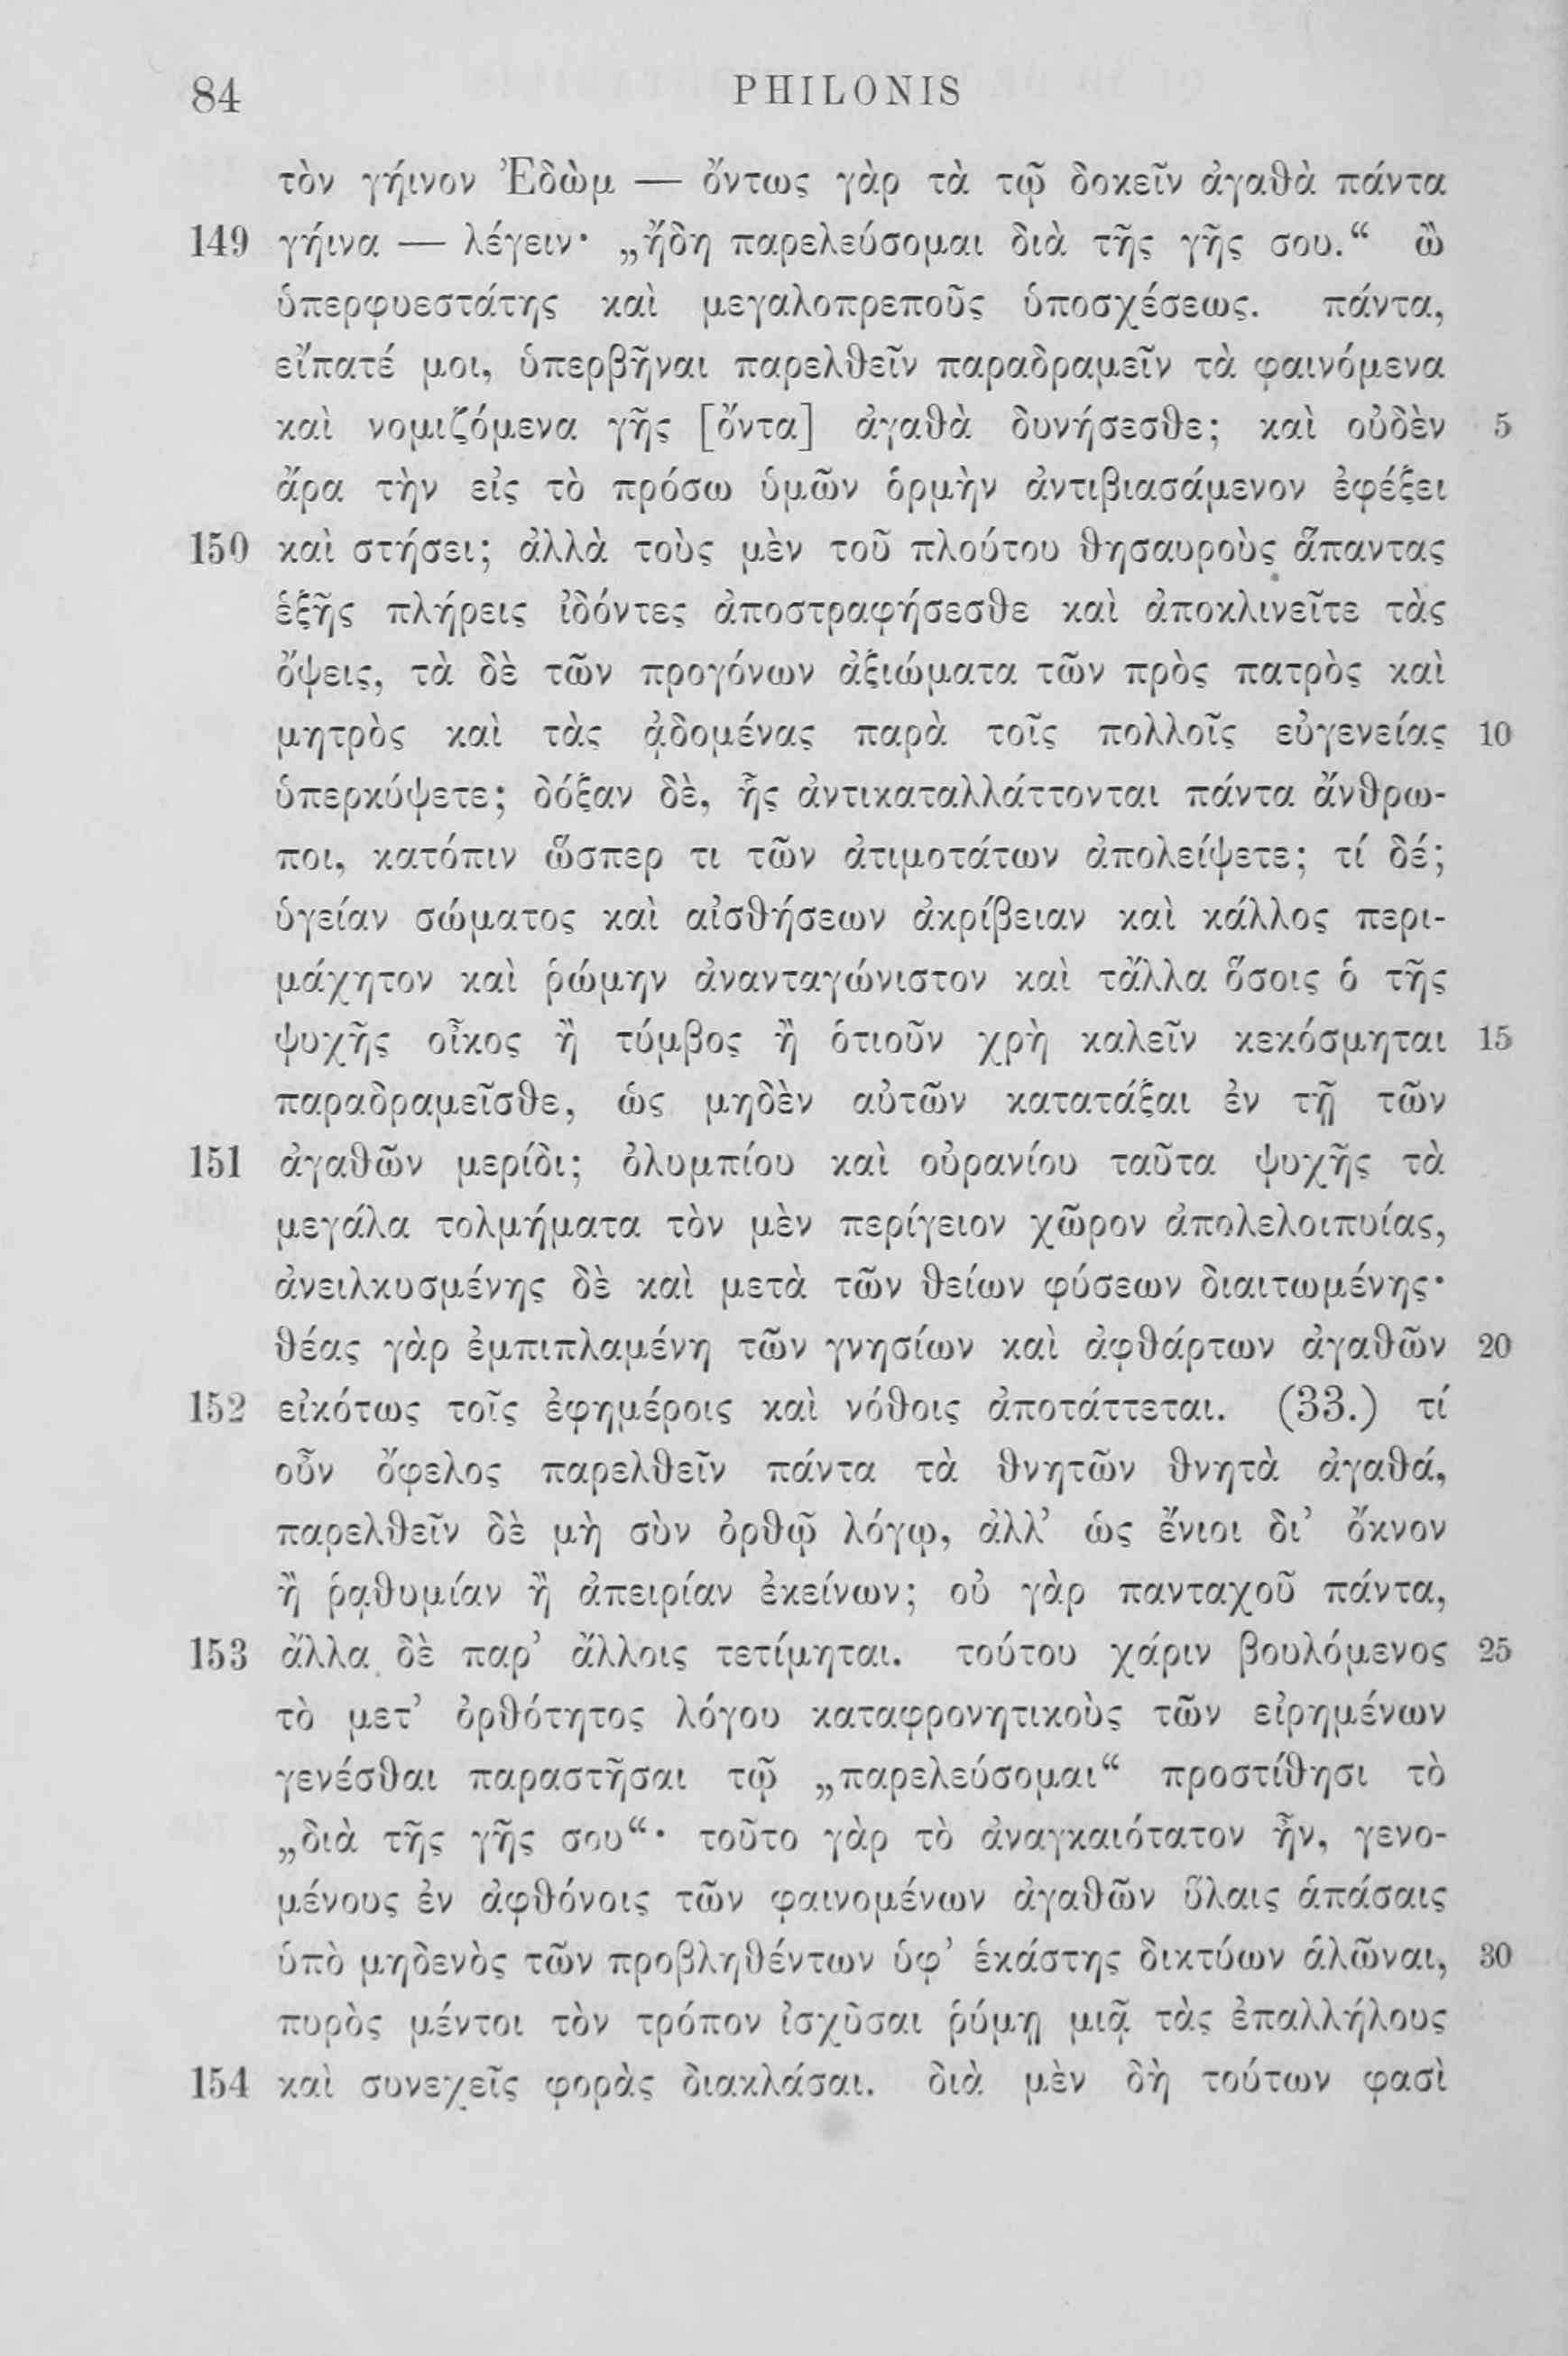 84 PHILONIS
τὸν γήινον Ἐδὼμ — ὄντως γὰρ τὰ τῷ δοκεῖν ἀγαθὰ πάντα
149 γήινα — λέγειν· „ἤδη παρελεύσομαι διὰ τῆς γῆς σου.“ ὢ
ὑπερφυεστάτης καὶ μεγαλοπρεποῦς ὑποσχέσεως. πάντα,
εἴπατέ μοι, ὑπερβῆναι παρελθεῖν παραδραμεῖν τὰ φαινόμενα
καὶ νομιζόμενα γῆς [ὄντα] ἀγαθὰ δυνήσεσθε; καὶ οὐδὲν 5
ἄρα τὴν εἰς τὸ πρόσω ὑμῶν ὁρμὴν ἀντιβιασάμενον ἐφέξει
150 καὶ στήσει; ἀλλὰ τοὺς μὲν τοῦ πλούτου θησαυροὺς ἅπαντας
ἑξῆς πλήρεις ἰδόντες ἀποστραφήσεσθε καὶ ἀποκλινεῖτε τὰς
ὄψεις, τὰ δὲ τῶν προγόνων ἀξιώματα τῶν πρὸς πατρὸς καὶ
μητρὸς καὶ τὰς ᾀδομένας παρὰ τοῖς πολλοῖς εὐγενείας 10
ὑπερκύψετε; δόξαν δὲ, ἧς ἀντικαταλλάττονται πάντα ἄνθρω-
ποι, κατόπιν ὥσπερ τι τῶν ἀτιμοτάτων ἀπολείψετε; τί δέ;
ὑγείαν σώματος καὶ αἰσθήσεων ἀκρίβειαν καὶ κάλλος περι-
μάχητον καὶ ῥώμην ἀνανταγώνιστον καὶ τἄλλα ὅσοις ὁ τῆς
ψυχῆς οἶκος ἢ τύμβος ἢ ὁτιοῦν χρὴ καλεῖν κεκόσμηται 15
παραδραμεῖσθε, ὡς μηδὲν αὐτῶν κατατάξαι ἐν τῇ τῶν
151 ἀγαθῶν μερίδι; ὀλυμπίου καὶ οὐρανίου ταῦτα ψυχῆς τὰ
μεγάλα τολμήματα τὸν μὲν περίγειον χῶρον ἀπολελοιπυίας,
ἀνειλκυσμένης δὲ καὶ μετὰ τῶν θείων φύσεων διαιτωμένης·
θέας γὰρ ἐμπιπλαμένη τῶν γνησίων καὶ ἀφθάρτων ἀγαθῶν 20
152 εἰκότως τοῖς ἐφημέροις καὶ νόθοις ἀποτάττεται. (33.) τί
οὖν ὄφελος παρελθεῖν πάντα τὰ θνητῶν θνητὰ ἀγαθά,
παρελθεῖν δὲ μὴ σὺν ὀρθῷ λόγῳ, ἀλλ’ ὡς ἔνιοι δι’ ὄκνον
ἢ ῥᾳθυμίαν ἢ ἀπειρίαν ἐκείνων; οὐ γὰρ πανταχοῦ πάντα,
153 ἄλλα δὲ παρ’ ἄλλοις τετίμηται. τούτου χάριν βουλόμενος 25
τὸ μετ’ ὀρθότητος λόγου καταφρονητικοὺς τῶν εἰρημένων
γενέσθαι παραστῆσαι τῷ „παρελεύσομαι“ προστίθησι τὸ
„διὰ τῆς γῆς σου“· τοῦτο γὰρ τὸ ἀναγκαιότατον ἦν, γενο-
μένους ἐν ἀφθόνοις τῶν φαινομένων ἀγαθῶν ὕλαις ἁπάσαις
ὑπὸ μηδενὸς τῶν προβληθέντων ὑφ’ ἑκάστης δικτύων ἁλῶναι, 30
πυρὸς μέντοι τὸν τρόπον ἰσχῦσαι ῥύμῃ μιᾷ τὰς ἐπαλλήλους
154 καὶ συνεχεῖς φορὰς διακλάσαι. διὰ μὲν δὴ τούτων φασὶ